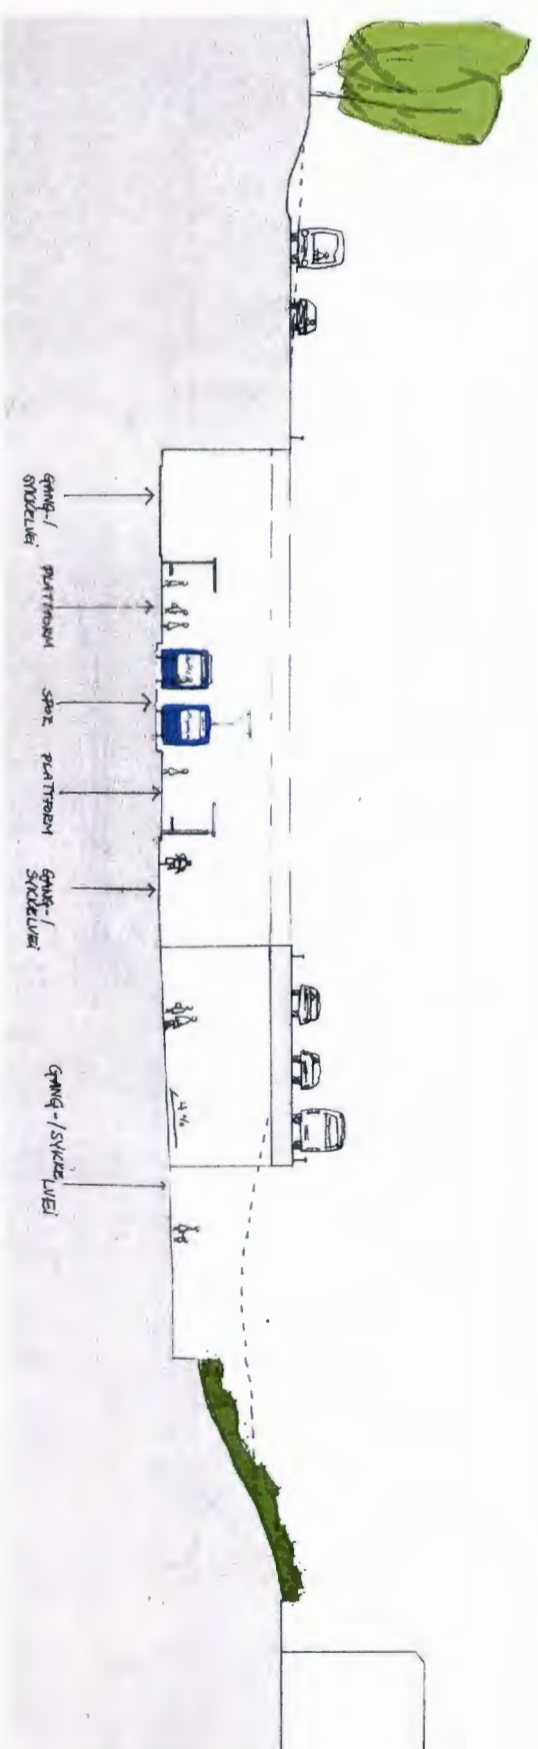 GANG-/
SYKKELVEI
PLATTFORM
SPOR
PLATTFORM
GANG-/
SYKKELVEI
4%
GANG-/SYKKELVEI